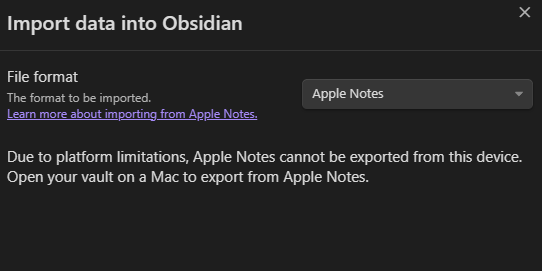 Import data into Obsidian
File format
The format to be imported.
Learn more about importing from Apple Notes.
Apple Notes
Due to platform limitations, Apple Notes cannot be exported from this device.
Open your vault on a Mac to export from Apple Notes.